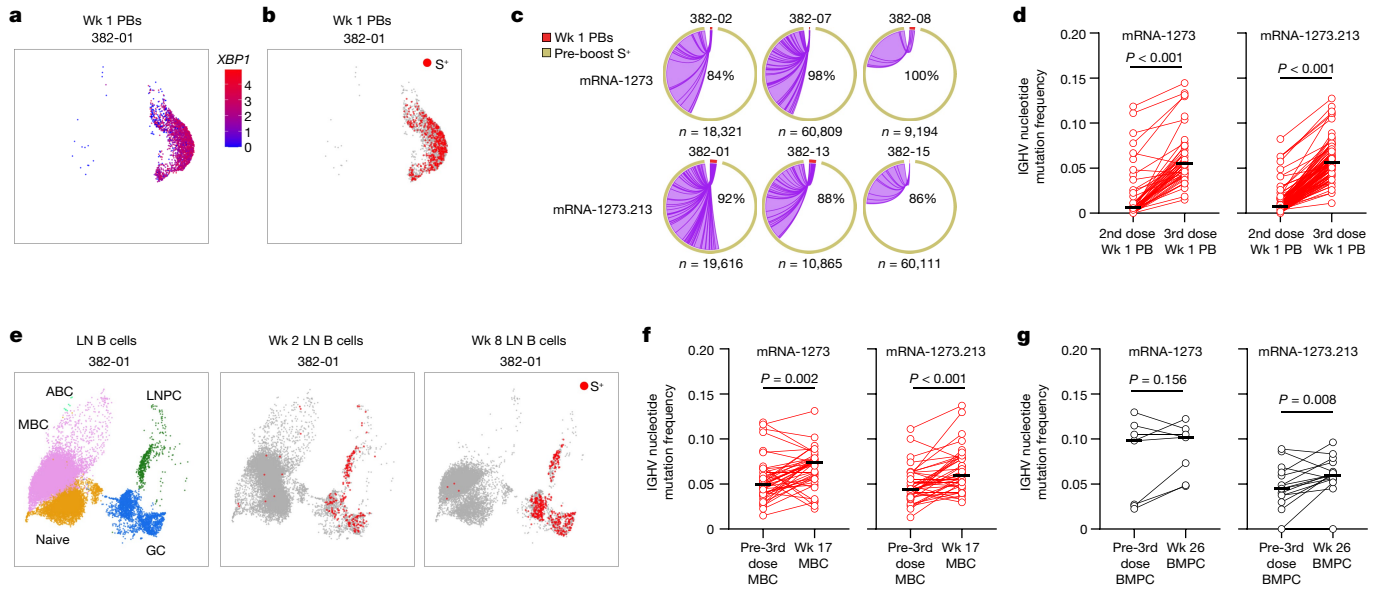 a
Wk 1 PBs
382-01
XBP1
4
3
2
1
0
b
Wk 1 PBs
382-01
S⁺
c
Wk 1 PBs
Pre-boost S⁺
382-02
382-07
382-08
mRNA-1273
84%
98%
100%
n = 18,321
n = 60,809
n = 9,194
382-01
382-13
382-15
mRNA-1273.213
92%
88%
86%
n = 19,616
n = 10,865
n = 60,111
d
mRNA-1273
mRNA-1273.213
P < 0.001
P < 0.001
IGHV nucleotide
mutation frequency
0.20
0.15
0.10
0.05
0
2nd dose
Wk 1 PB
3rd dose
Wk 1 PB
2nd dose
Wk 1 PB
3rd dose
Wk 1 PB
e
LN B cells
382-01
ABC
MBC
LNPC
Naive
GC
Wk 2 LN B cells
382-01
Wk 8 LN B cells
382-01
S⁺
f
mRNA-1273
mRNA-1273.213
P = 0.002
P < 0.001
IGHV nucleotide
mutation frequency
0.20
0.15
0.10
0.05
0
Pre-3rd
dose
MBC
Wk 17
MBC
Pre-3rd
dose
MBC
Wk 17
MBC
g
mRNA-1273
mRNA-1273.213
P = 0.156
P = 0.008
IGHV nucleotide
mutation frequency
0.20
0.15
0.10
0.05
0
Pre-3rd
dose
BMPC
Wk 26
BMPC
Pre-3rd
dose
BMPC
Wk 26
BMPC